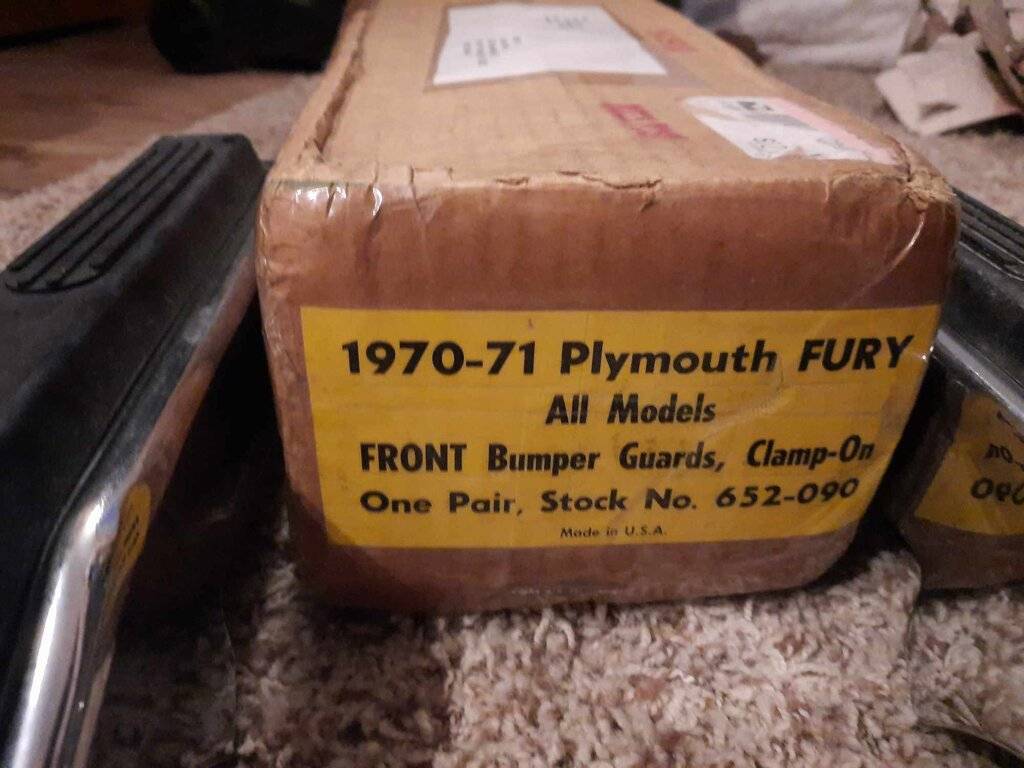 1970-71 Plymouth FURY
All Models
FRONT Bumper Guards, Clamp-On
One Pair, Stock No. 652-090
Made in U.S.A.